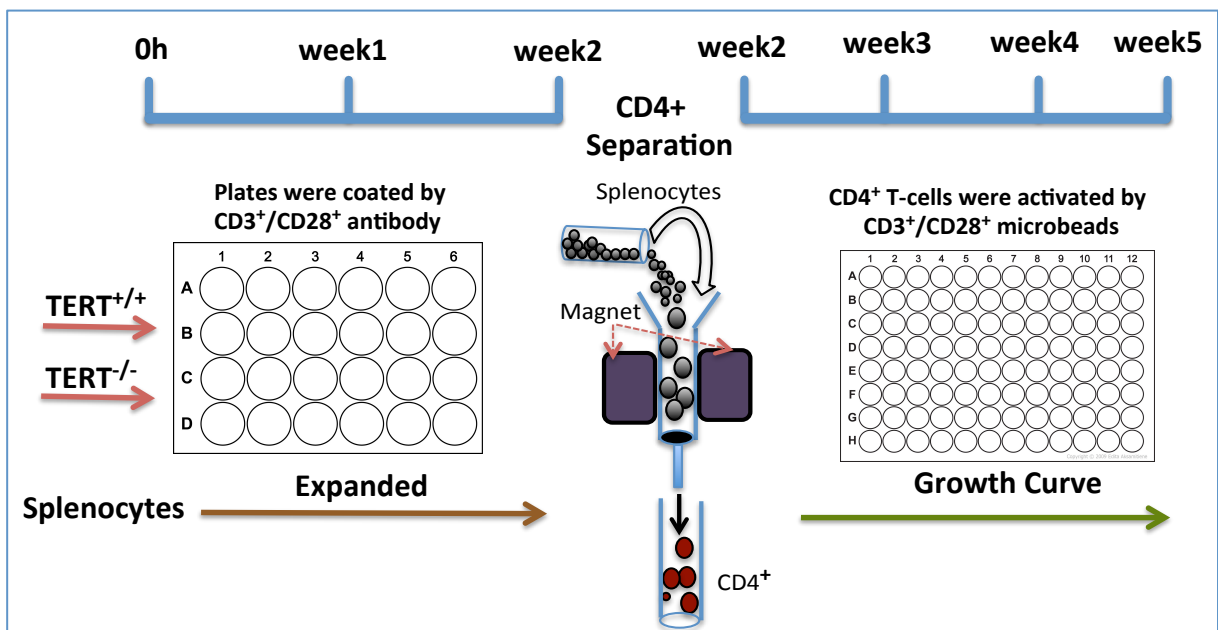 0h week1 week2 week2 week3 week4 week5
CD4+
Separation
Plates were coated by
CD3⁺/CD28⁺ antibody
Splenocytes
CD4⁺ T-cells were activated by
CD3⁺/CD28⁺ microbeads
1 2 3 4 5 6
A
B
C
D
TERT⁺/⁺
TERT⁻/⁻
Magnet
1 2 3 4 5 6 7 8 9 10 11 12
A
B
C
D
E
F
G
H
Splenocytes
Expanded
Growth Curve
CD4⁺